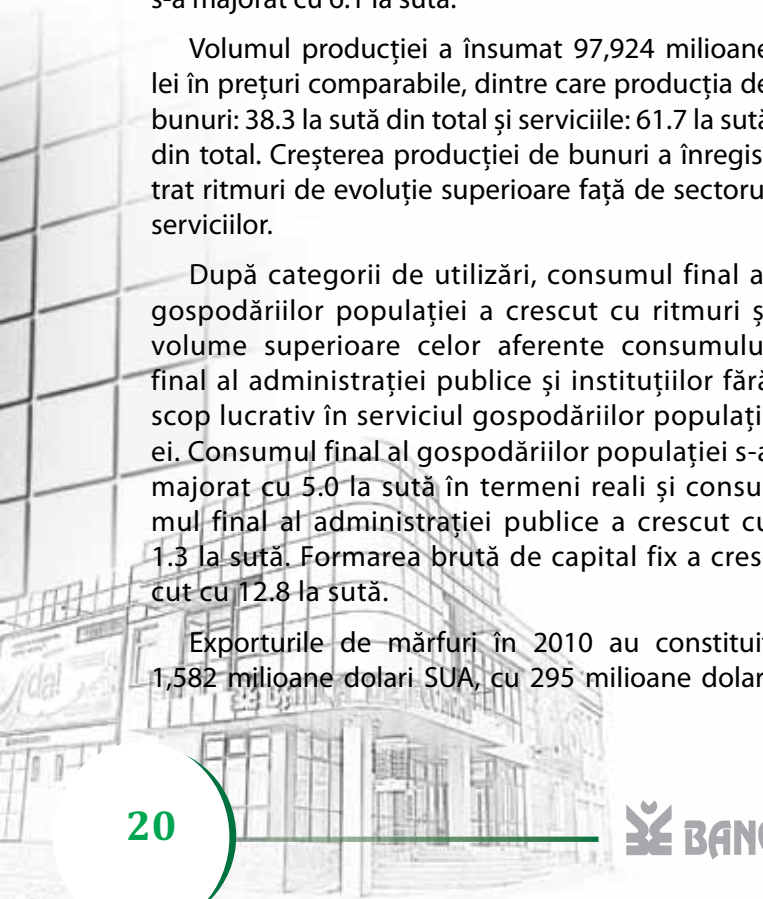 s-a majorat cu 6.1 la sută.
Volumul producției a însumat 97,924 milioane
lei în prețuri comparabile, dintre care producția de
bunuri: 38.3 la sută din total și serviciile: 61.7 la sută
din total. Creșterea producției de bunuri a înregis
trat ritmuri de evoluție superioare față de sectoru
serviciilor.
După categorii de utilizări, consumul final a
gospodăriilor populației a crescut cu ritmuri ș
volume superioare celor aferente consumulu
final al administrației publice și instituțiilor fără
scop lucrativ în serviciul gospodăriilor populați
ei. Consumul final al gospodăriilor populației s-a
majorat cu 5.0 la sută în termeni reali și consu
mul final al administrației publice a crescut cu
1.3 la sută. Formarea brută de capital fix a cres
cut cu 12.8 la sută.
Exporturile de mărfuri în 2010 au constituit
1,582 milioane dolari SUA, cu 295 milioane dolar
da!
20
BANC